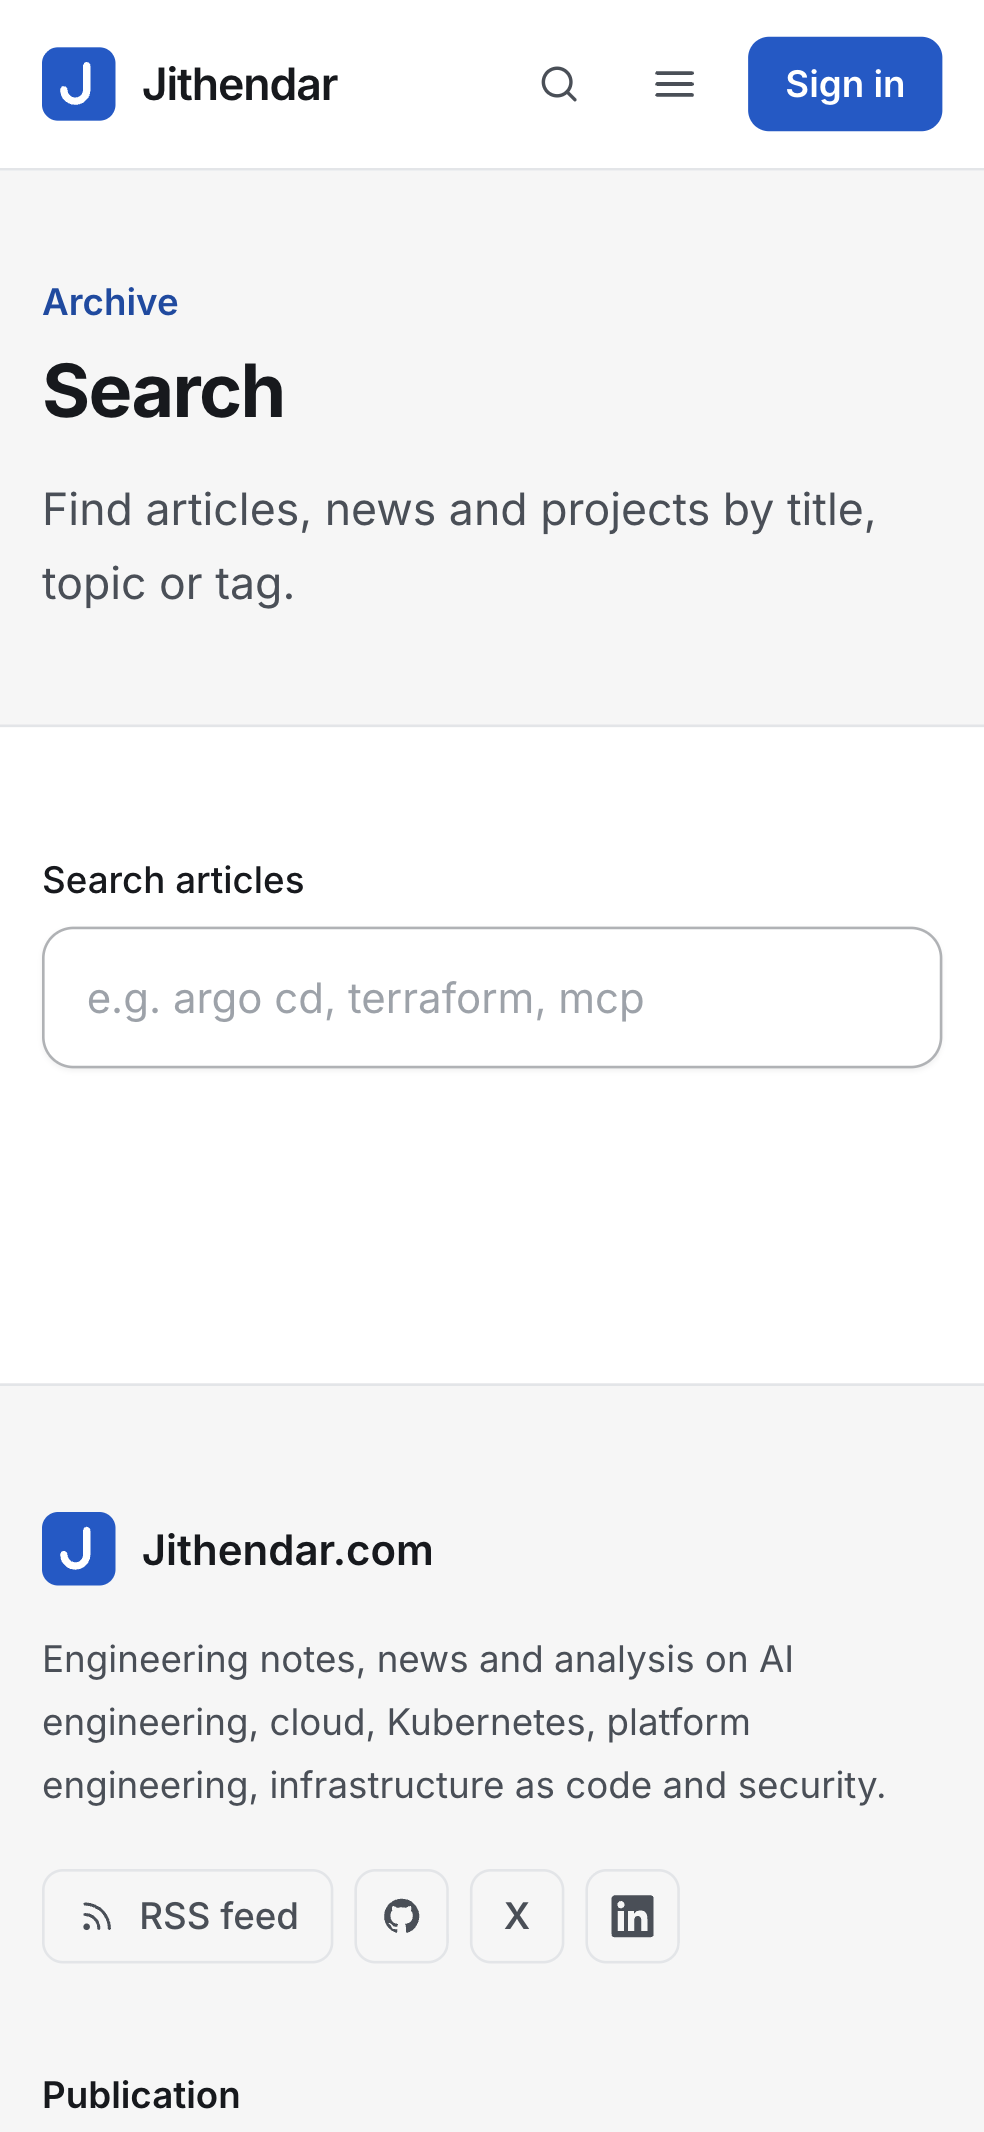 J Jithendar Sign in
Archive
Search
Find articles, news and projects by title,
topic or tag.
Search articles
e.g. argo cd, terraform, mcp
J Jithendar.com
Engineering notes, news and analysis on AI
engineering, cloud, Kubernetes, platform
engineering, infrastructure as code and security.
RSS feed X in
Publication